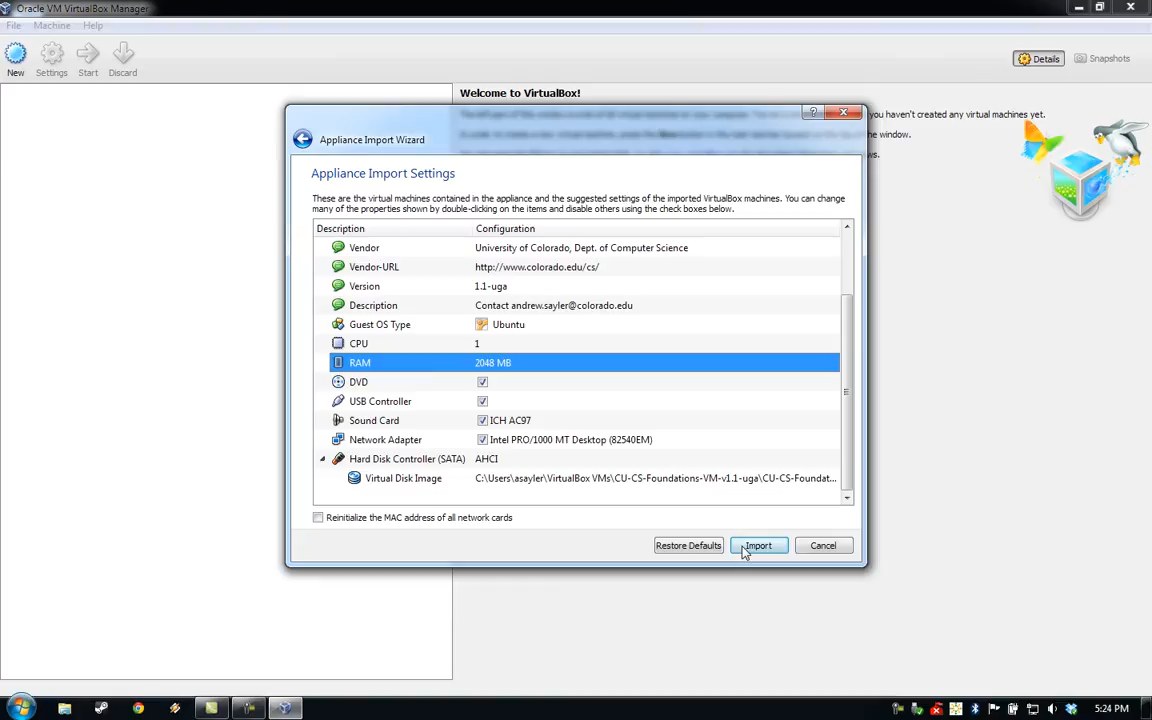 Oracle VM VirtualBox Manager
File Machine Help
New Settings Start Discard
Details Snapshots
Welcome to VirtualBox!
you haven't created any virtual machines yet.
he window.
Appliance Import Wizard
Appliance Import Settings
These are the virtual machines contained in the appliance and the suggested settings of the imported VirtualBox machines. You can change
many of the properties shown by double-clicking on the items and disable others using the check boxes below.
Description Configuration
Vendor University of Colorado, Dept. of Computer Science
Vendor-URL http://www.colorado.edu/cs/
Version 1.1-uga
Description Contact andrew.sayler@colorado.edu
Guest OS Type Ubuntu
CPU 1
RAM 2048 MB
DVD
USB Controller
Sound Card ICH AC97
Network Adapter Intel PRO/1000 MT Desktop (82540EM)
Hard Disk Controller (SATA) AHCI
Virtual Disk Image C:\Users\asayler\VirtualBox VMs\CU-CS-Foundations-VM-v1.1-uga\CU-CS-Foundat...
Reinitialize the MAC address of all network cards
Restore Defaults Import Cancel
5:24 PM